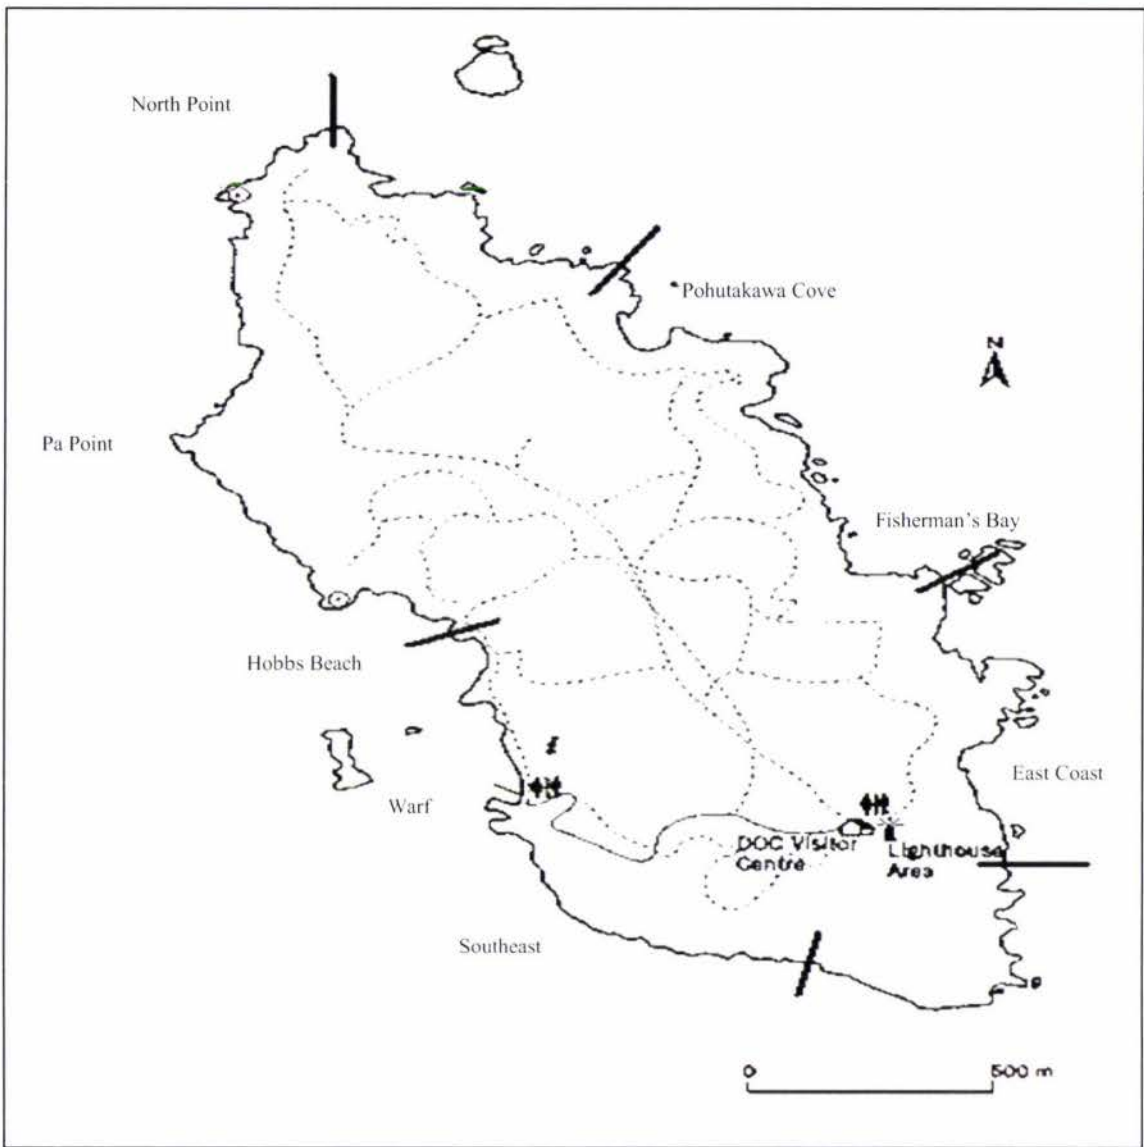 North Point
Pohutakawa Cove
N
Pa Point
Fisherman's Bay
Hobbs Beach
East Coast
Warf
DOC Visitor
Centre
Lighthouse
Area
Southeast
0
500 m